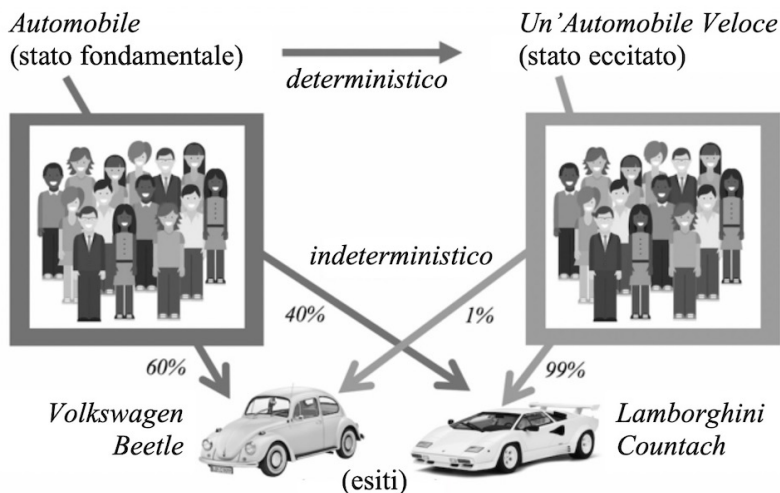 Automobile
(stato fondamentale)
Un'Automobile Veloce
(stato eccitato)
deterministico
indeterministico
40%
1%
60%
99%
Volkswagen
Beetle
Lamborghini
Countach
(esiti)